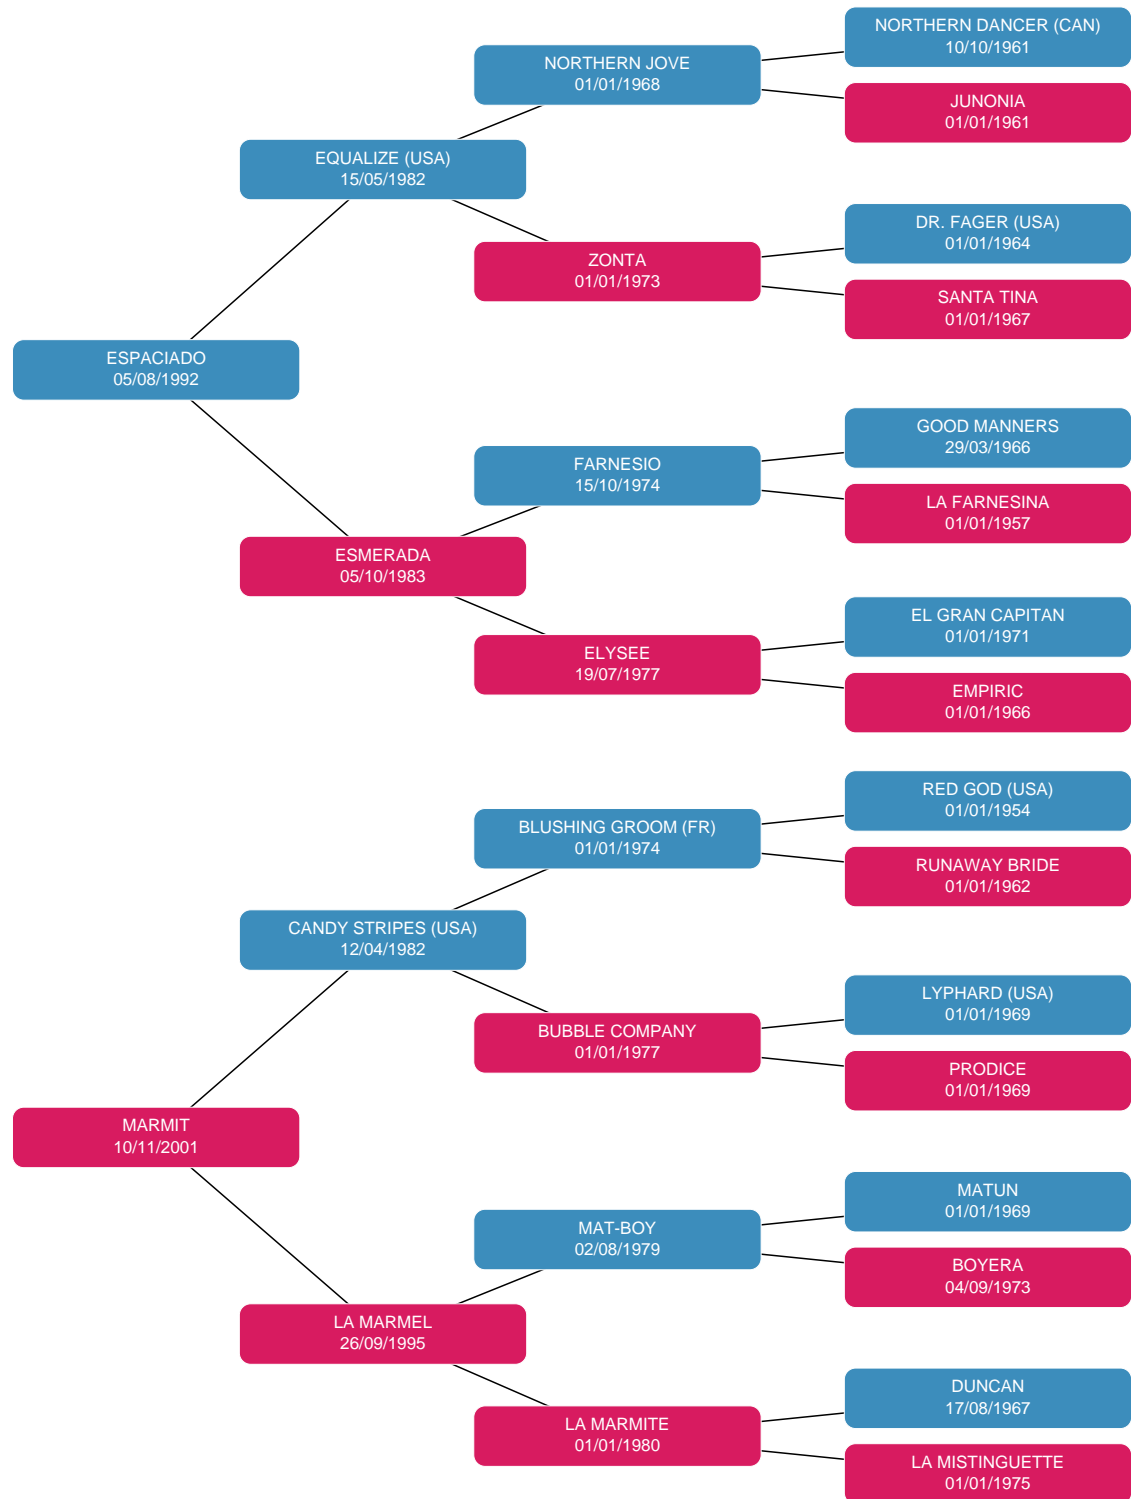 NORTHERN DANCER (CAN)
10/10/1961
NORTHERN JOVE
01/01/1968
JUNONIA
01/01/1961
EQUALIZE (USA)
15/05/1982
DR. FAGER (USA)
01/01/1964
ZONTA
01/01/1973
SANTA TINA
01/01/1967
ESPACIADO
05/08/1992
GOOD MANNERS
29/03/1966
FARNESIO
15/10/1974
LA FARNESINA
01/01/1957
ESMERADA
05/10/1983
EL GRAN CAPITAN
01/01/1971
ELYSEE
19/07/1977
EMPIRIC
01/01/1966
RED GOD (USA)
01/01/1954
BLUSHING GROOM (FR)
01/01/1974
RUNAWAY BRIDE
01/01/1962
CANDY STRIPES (USA)
12/04/1982
LYPHARD (USA)
01/01/1969
BUBBLE COMPANY
01/01/1977
PRODICE
01/01/1969
MARMIT
10/11/2001
MATUN
01/01/1969
MAT-BOY
02/08/1979
BOYERA
04/09/1973
LA MARMEL
26/09/1995
DUNCAN
17/08/1967
LA MARMITE
01/01/1980
LA MISTINGUETTE
01/01/1975